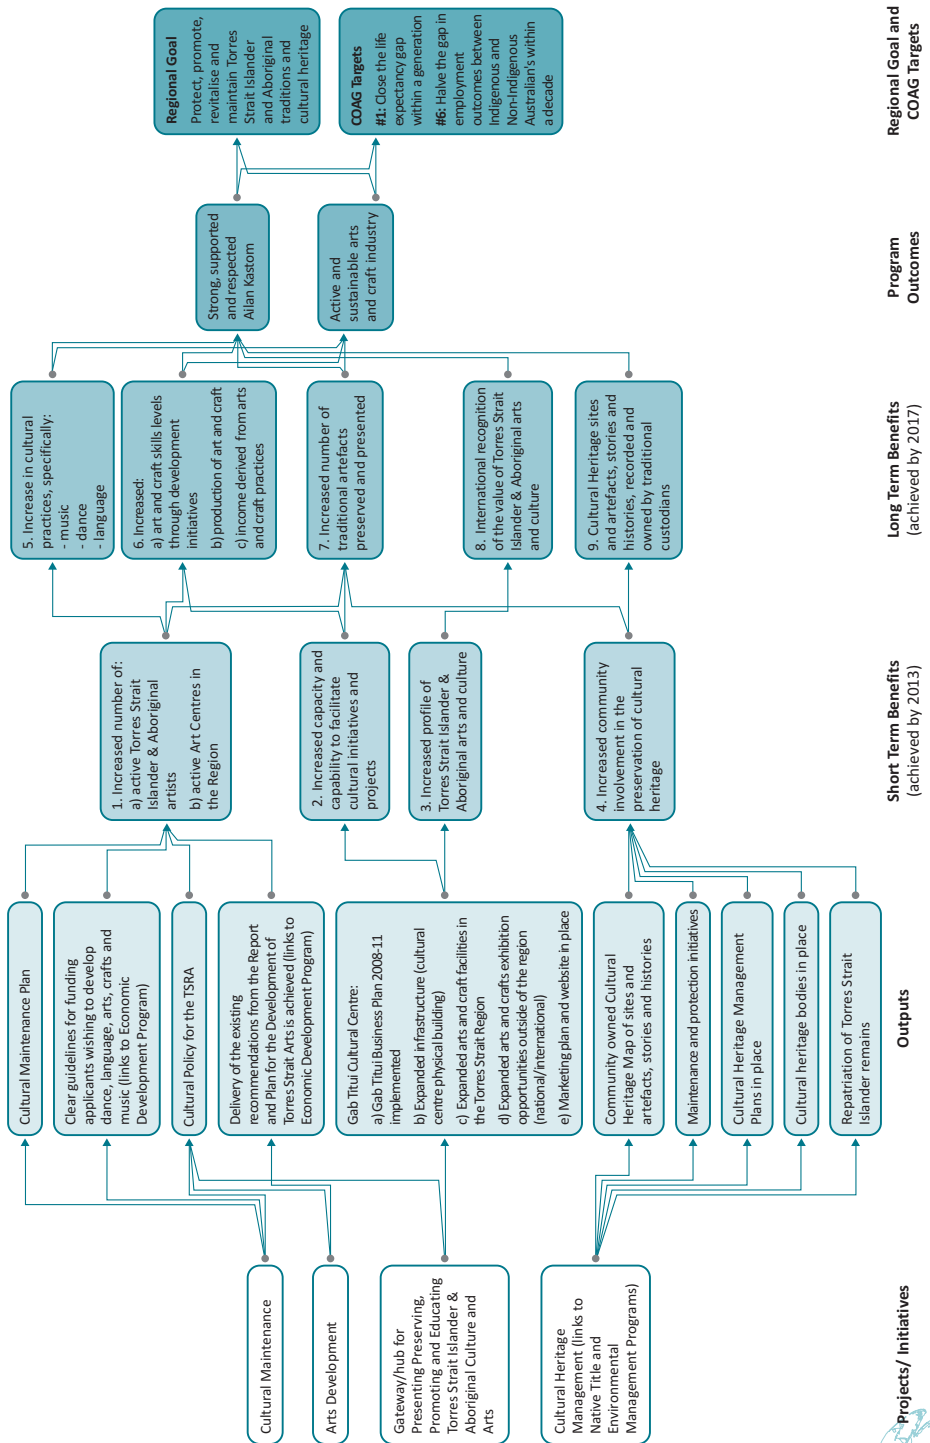 Cultural Maintenance
Arts Development
Gateway/hub for
Presenting Preserving,
Promoting and Educating
Torres Strait Islander &
Aboriginal Culture and
Arts
Cultural Heritage
Management (links to
Native Title and
Environmental
Management Programs)
Projects/ Initiatives
Cultural Maintenance Plan
Clear guidelines for funding
applicants wishing to develop
dance, language, arts, crafts and
music (links to Economic
Development Program)
Cultural Policy for the TSRA
Delivery of the existing
recommendations from the Report
and Plan for the Development of
Torres Strait Arts is achieved (links to
Economic Development Program)
Gab Titui Cultural Centre:
a) Gab Titui Business Plan 2008-11
implemented
b) Expanded infrastructure (cultural
centre physical building)
c) Expanded arts and craft facilities in
the Torres Strait Region
d) Expanded arts and crafts exhibition
opportunities outside of the region
(national/international)
e) Marketing plan and website in place
Community owned Cultural
Heritage Map of sites and
artefacts, stories and histories
Maintenance and protection initiatives
Cultural Heritage Management
Plans in place
Cultural heritage bodies in place
Repatriation of Torres Strait
Islander remains
Outputs
1. Increased number of:
a) active Torres Strait
Islander & Aboriginal
artists
b) active Art Centres in
the Region
2. Increased capacity and
capability to facilitate
cultural initiatives and
projects
3. Increased profile of
Torres Strait Islander &
Aboriginal arts and culture
4. Increased community
involvement in the
preservation of cultural
heritage
Short Term Benefits
(achieved by 2013)
5. Increase in cultural
practices, specifically:
- music
- dance
- language
6. Increased:
a) art and craft skills levels
through development
initiatives
b) production of art and craft
c) income derived from arts
and craft practices
7. Increased number of
traditional artefacts
preserved and presented
8. International recognition
of the value of Torres Strait
Islander & Aboriginal arts
and culture
9. Cultural Heritage sites
and artefacts, stories and
histories, recorded and
owned by traditional
custodians
Long Term Benefits
(achieved by 2017)
Strong, supported
and respected
Ailan Kastom
Active and
sustainable arts
and craft industry
Program
Outcomes
Regional Goal
Protect, promote,
revitalise and
maintain Torres
Strait Islander
and Aboriginal
traditions and
cultural heritage
COAG Targets
#1: Close the life
expectancy gap
within a generation
#6: Halve the gap in
employment
outcomes between
Indigenous and
Non-Indigenous
Australian's within
a decade
Regional Goal and
COAG Targets